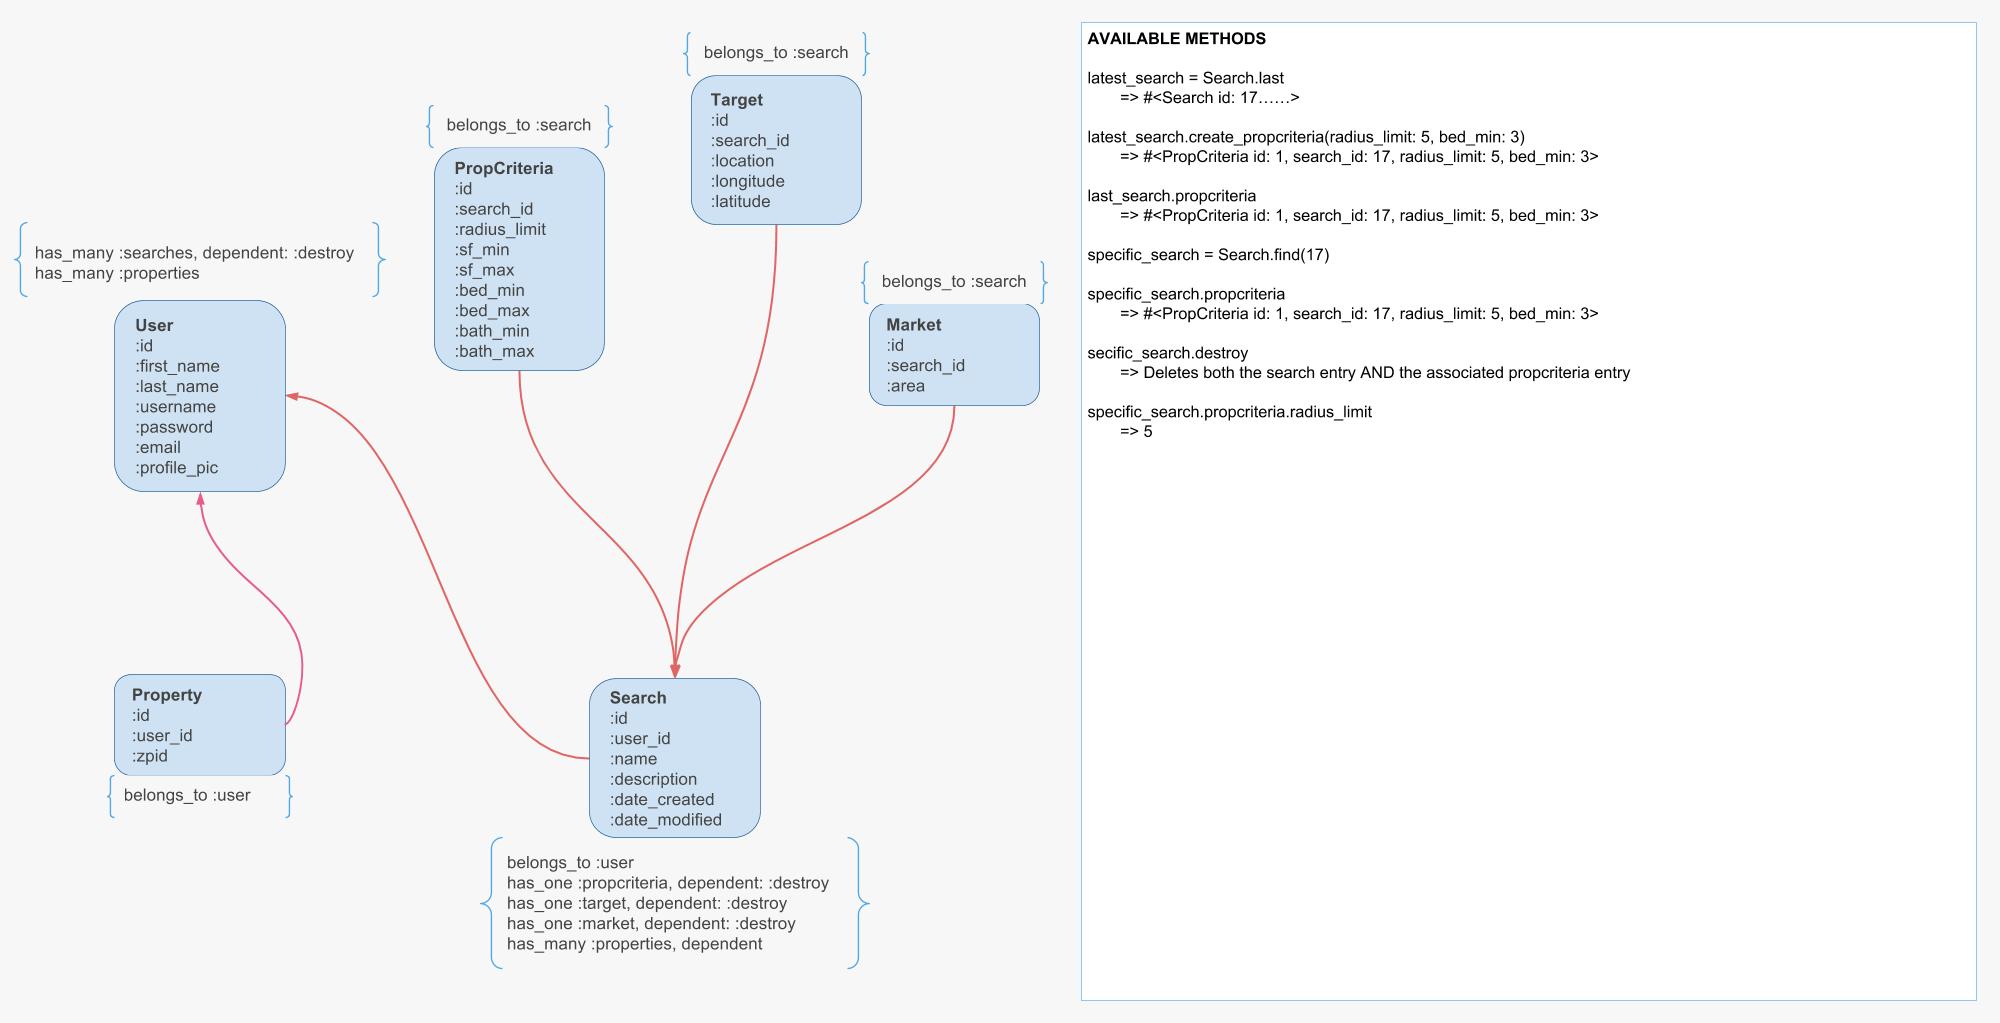 belongs_to :search
Target
:id
:search_id
:location
:longitude
:latitude
belongs_to :search
PropCriteria
:id
:search_id
:radius_limit
:sf_min
:sf_max
:bed_min
:bed_max
:bath_min
:bath_max
has_many :searches, dependent: :destroy
has_many :properties
User
:id
:first_name
:last_name
:username
:password
:email
:profile_pic
belongs_to :search
Market
:id
:search_id
:area
Property
:id
:user_id
:zpid
belongs_to :user
Search
:id
:user_id
:name
:description
:date_created
:date_modified
belongs_to :user
has_one :propcriteria, dependent: :destroy
has_one :target, dependent: :destroy
has_one :market, dependent: :destroy
has_many :properties, dependent
AVAILABLE METHODS
latest_search = Search.last
=> #<Search id: 17......>
latest_search.create_propcriteria(radius_limit: 5, bed_min: 3)
=> #<PropCriteria id: 1, search_id: 17, radius_limit: 5, bed_min: 3>
last_search.propcriteria
=> #<PropCriteria id: 1, search_id: 17, radius_limit: 5, bed_min: 3>
specific_search = Search.find(17)
specific_search.propcriteria
=> #<PropCriteria id: 1, search_id: 17, radius_limit: 5, bed_min: 3>
secific_search.destroy
=> Deletes both the search entry AND the associated propcriteria entry
specific_search.propcriteria.radius_limit
=> 5